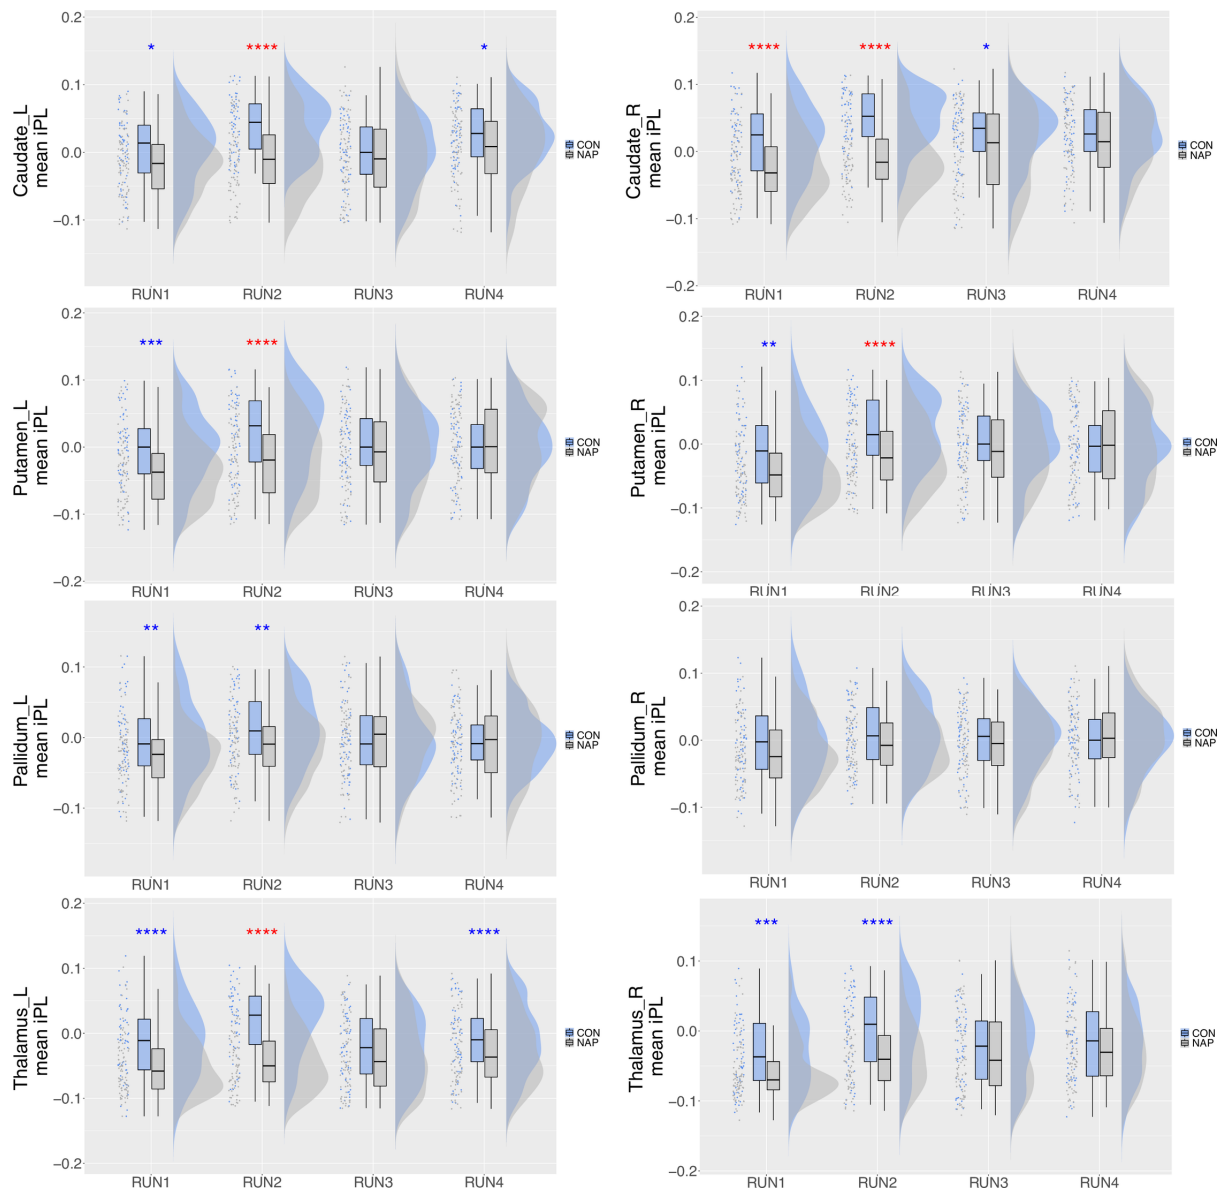 Caudate_L
mean iPL
0.2
0.1
0.0
−0.1
* **** *
RUN1 RUN2 RUN3 RUN4
CON
NAP
Caudate_R
mean iPL
0.2
0.1
0.0
−0.1
−0.2
**** **** *
RUN1 RUN2 RUN3 RUN4
CON
NAP
Putamen_L
mean iPL
0.2
0.1
0.0
−0.1
−0.2
*** ****
RUN1 RUN2 RUN3 RUN4
CON
NAP
Putamen_R
mean iPL
0.2
0.1
0.0
−0.1
−0.2
** ****
RUN1 RUN2 RUN3 RUN4
CON
NAP
Pallidum_L
mean iPL
0.1
0.0
−0.1
** **
RUN1 RUN2 RUN3 RUN4
CON
NAP
Pallidum_R
mean iPL
0.2
0.1
0.0
−0.1
RUN1 RUN2 RUN3 RUN4
CON
NAP
Thalamus_L
mean iPL
0.2
0.1
0.0
−0.1
−0.2
**** **** ****
RUN1 RUN2 RUN3 RUN4
CON
NAP
Thalamus_R
mean iPL
0.1
0.0
−0.1
−0.2
*** ****
RUN1 RUN2 RUN3 RUN4
CON
NAP